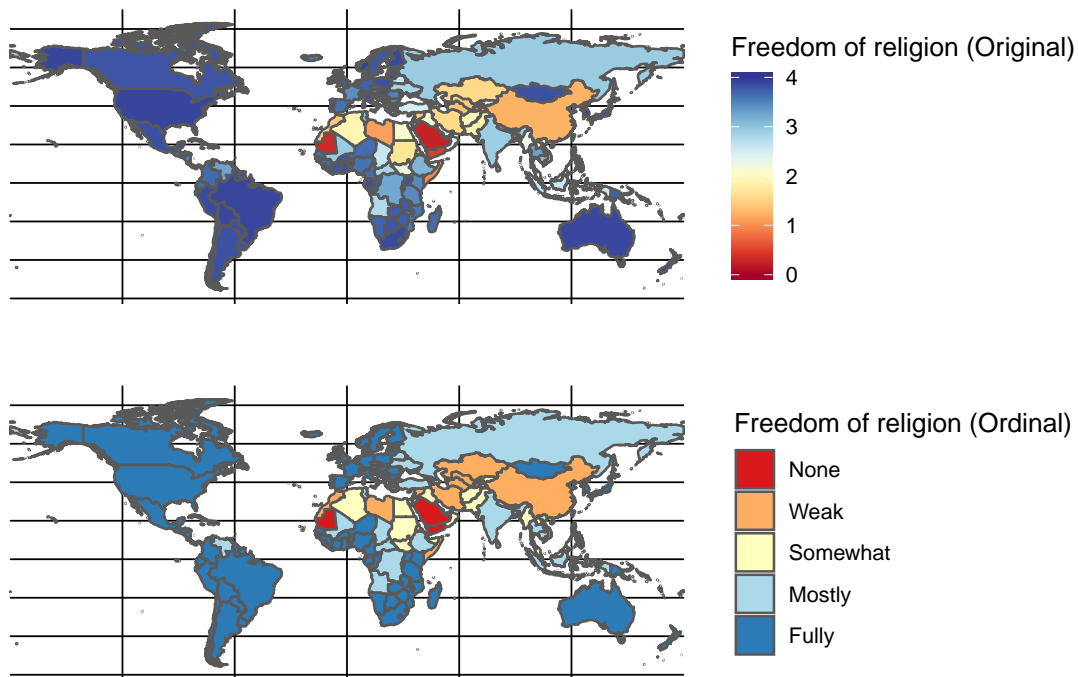 Freedom of religion (Original)
4
3
2
1
0
Freedom of religion (Ordinal)
None
Weak
Somewhat
Mostly
Fully